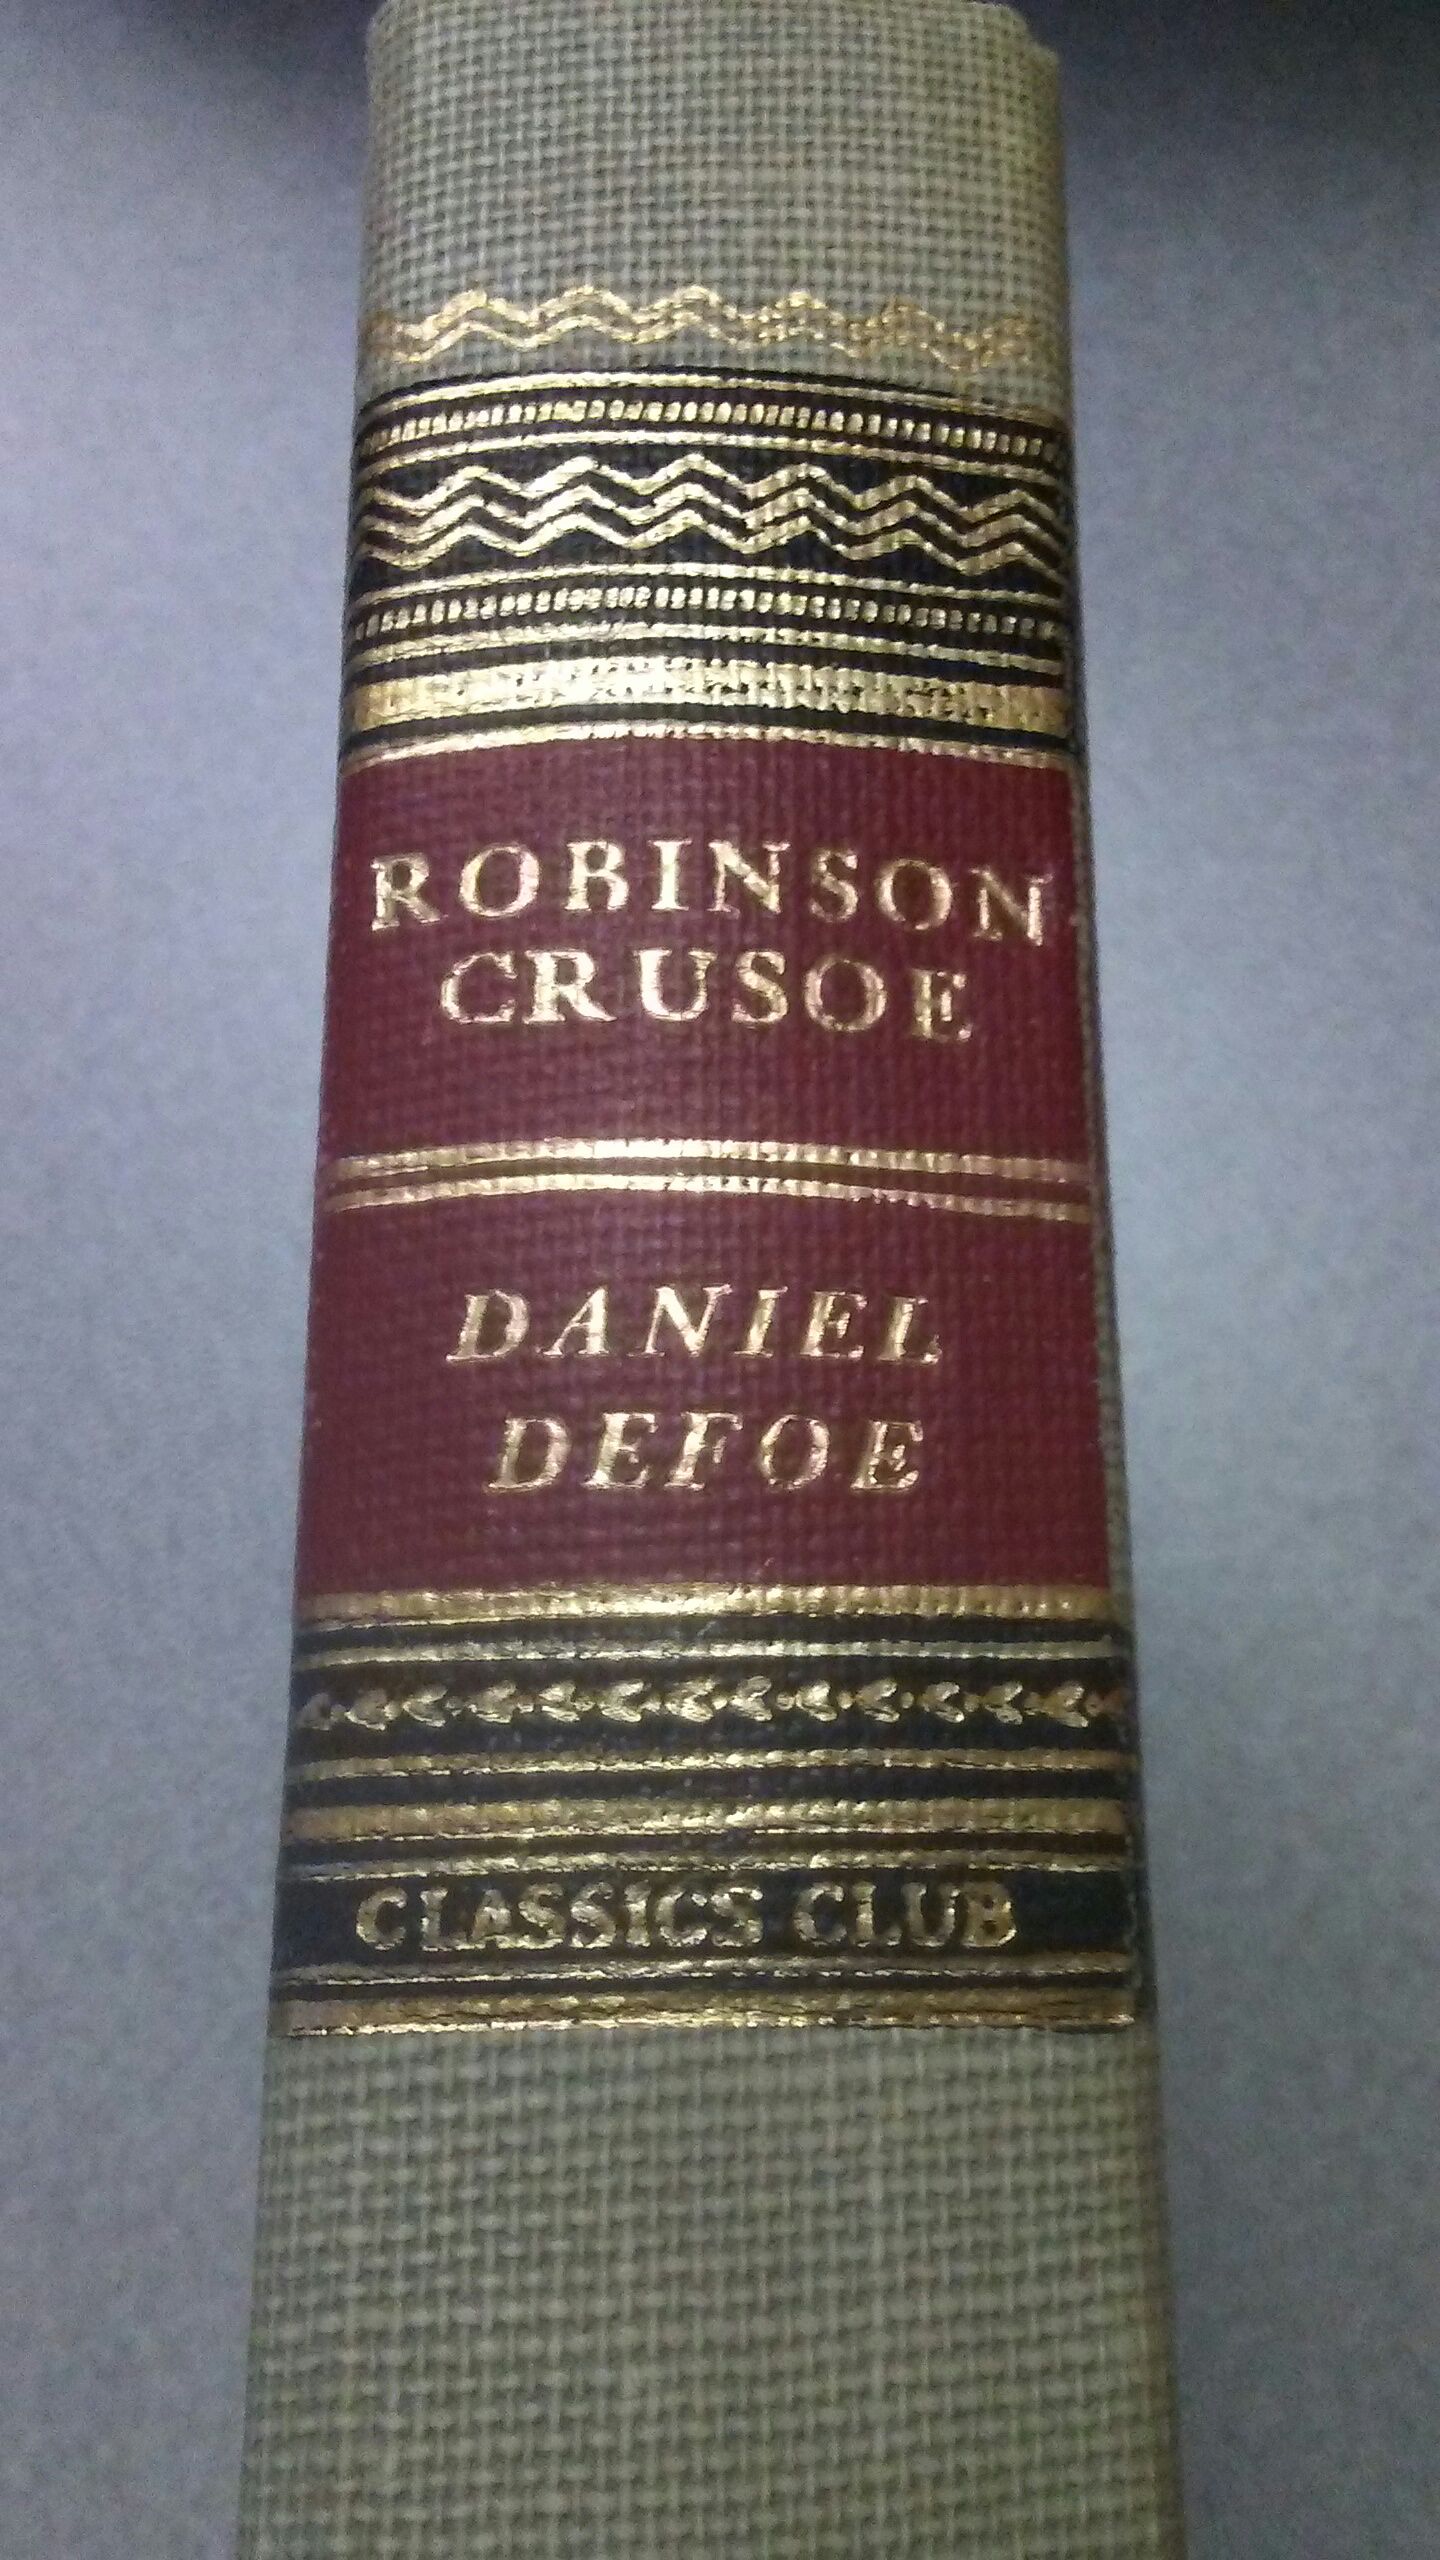 ROBINSON
CRUSOE
DANIEL
DEFOE
CLASSICS CLUB